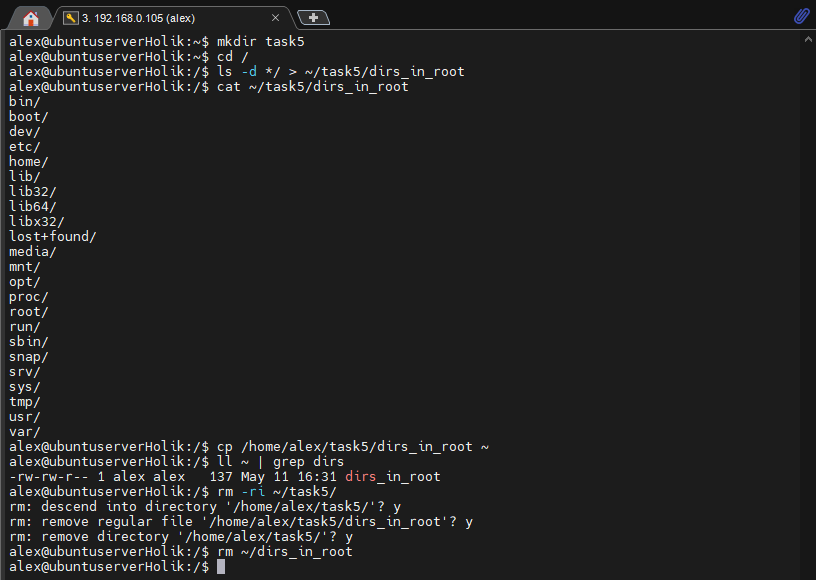 3. 192.168.0.105 (alex)
alex@ubuntuserverHolik:~$ mkdir task5
alex@ubuntuserverHolik:~$ cd /
alex@ubuntuserverHolik:/$ ls -d */ > ~/task5/dirs_in_root
alex@ubuntuserverHolik:/$ cat ~/task5/dirs_in_root
bin/
boot/
dev/
etc/
home/
lib/
lib32/
lib64/
libx32/
lost+found/
media/
mnt/
opt/
proc/
root/
run/
sbin/
snap/
srv/
sys/
tmp/
usr/
var/
alex@ubuntuserverHolik:/$ cp /home/alex/task5/dirs_in_root ~
alex@ubuntuserverHolik:/$ ll ~ | grep dirs
-rw-rw-r-- 1 alex alex   137 May 11 16:31 dirs_in_root
alex@ubuntuserverHolik:/$ rm -ri ~/task5/
rm: descend into directory '/home/alex/task5/'? y
rm: remove regular file '/home/alex/task5/dirs_in_root'? y
rm: remove directory '/home/alex/task5/'? y
alex@ubuntuserverHolik:/$ rm ~/dirs_in_root
alex@ubuntuserverHolik:/$